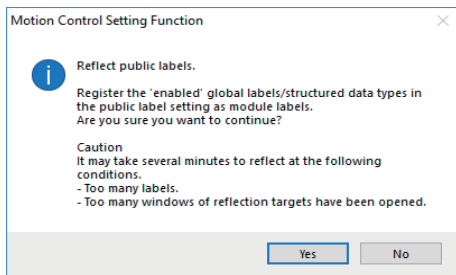 Motion Control Setting Function
Reflect public labels.
Register the 'enabled' global labels/structured data types in
the public label setting as module labels.
Are you sure you want to continue?
Caution
It may take several minutes to reflect at the following
conditions.
- Too many labels.
- Too many windows of reflection targets have been opened.
Yes
No